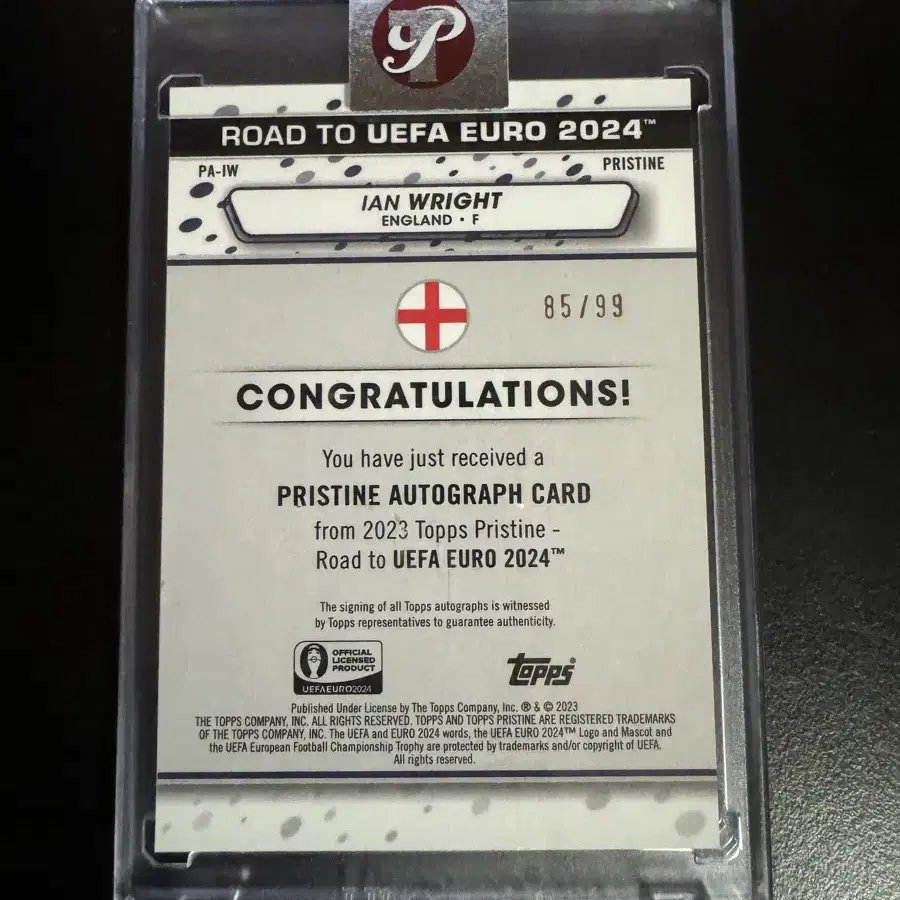 P
ROAD TO UEFA EURO 2024™
PA-IW
PRISTINE
IAN WRIGHT
ENGLAND • F
85/99
CONGRATULATIONS!
You have just received a
PRISTINE AUTOGRAPH CARD
from 2023 Topps Pristine –
Road to UEFA EURO 2024™
The signing of all Topps autographs is witnessed
by Topps representatives to guarantee authenticity.
OFFICIAL
LICENSED
PRODUCT
UEFAEURO2024
topps®
Published Under License by The Topps Company, Inc. ® & © 2023
THE TOPPS COMPANY, INC. ALL RIGHTS RESERVED. TOPPS AND TOPPS PRISTINE ARE REGISTERED TRADEMARKS
OF THE TOPPS COMPANY, INC. The UEFA and EURO 2024 words, the UEFA EURO 2024™ Logo and Mascot and
the UEFA European Football Championship Trophy are protected by trademarks and/or copyright of UEFA.
All rights reserved.